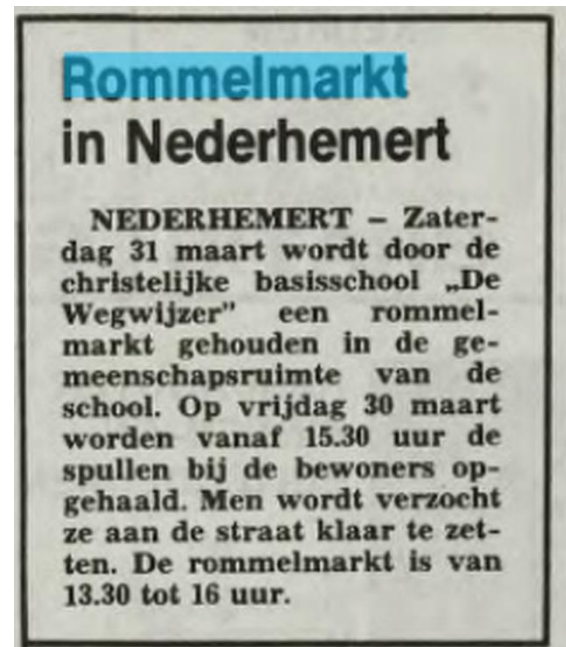 Rommelmarkt
in Nederhemert
NEDERHEMERT – Zater-
dag 31 maart wordt door de
christelijke basisschool „De
Wegwijzer” een rommel-
markt gehouden in de ge-
meenschapsruimte van de
school. Op vrijdag 30 maart
worden vanaf 15.30 uur de
spullen bij de bewoners op-
gehaald. Men wordt verzocht
ze aan de straat klaar te zet-
ten. De rommelmarkt is van
13.30 tot 16 uur.